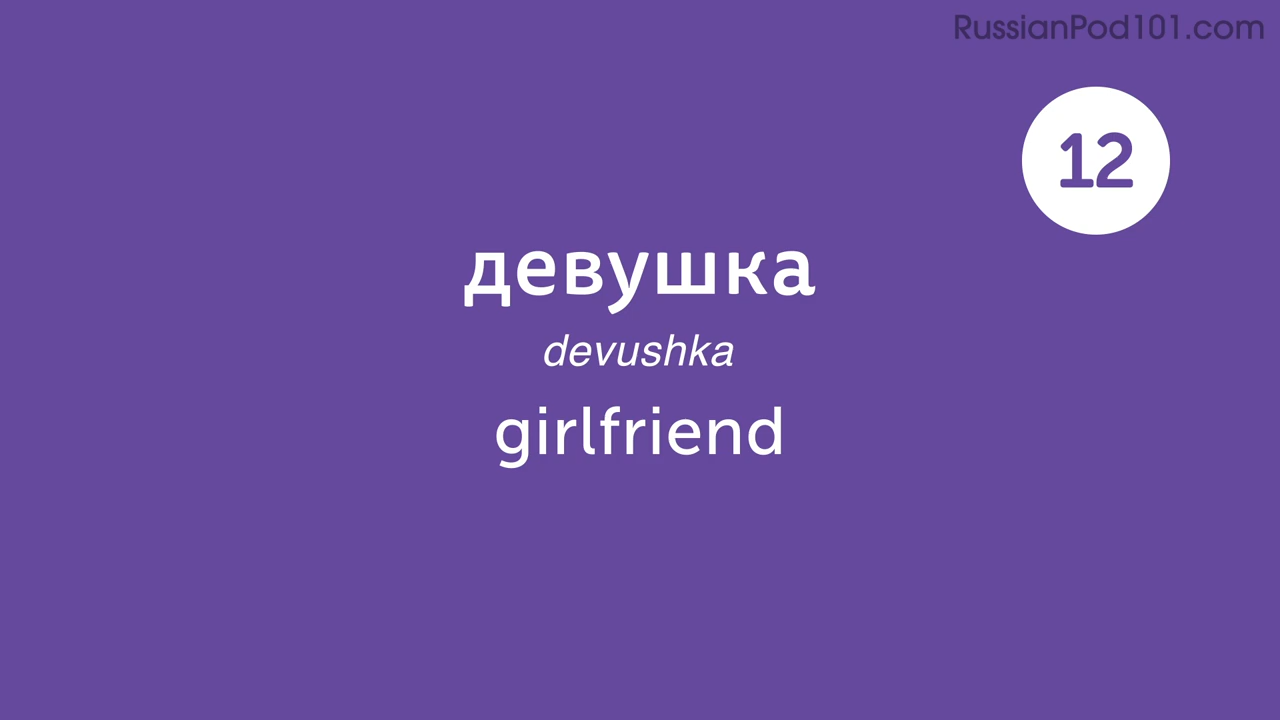 RussianPod101.com
12
девушка
devushka
girlfriend